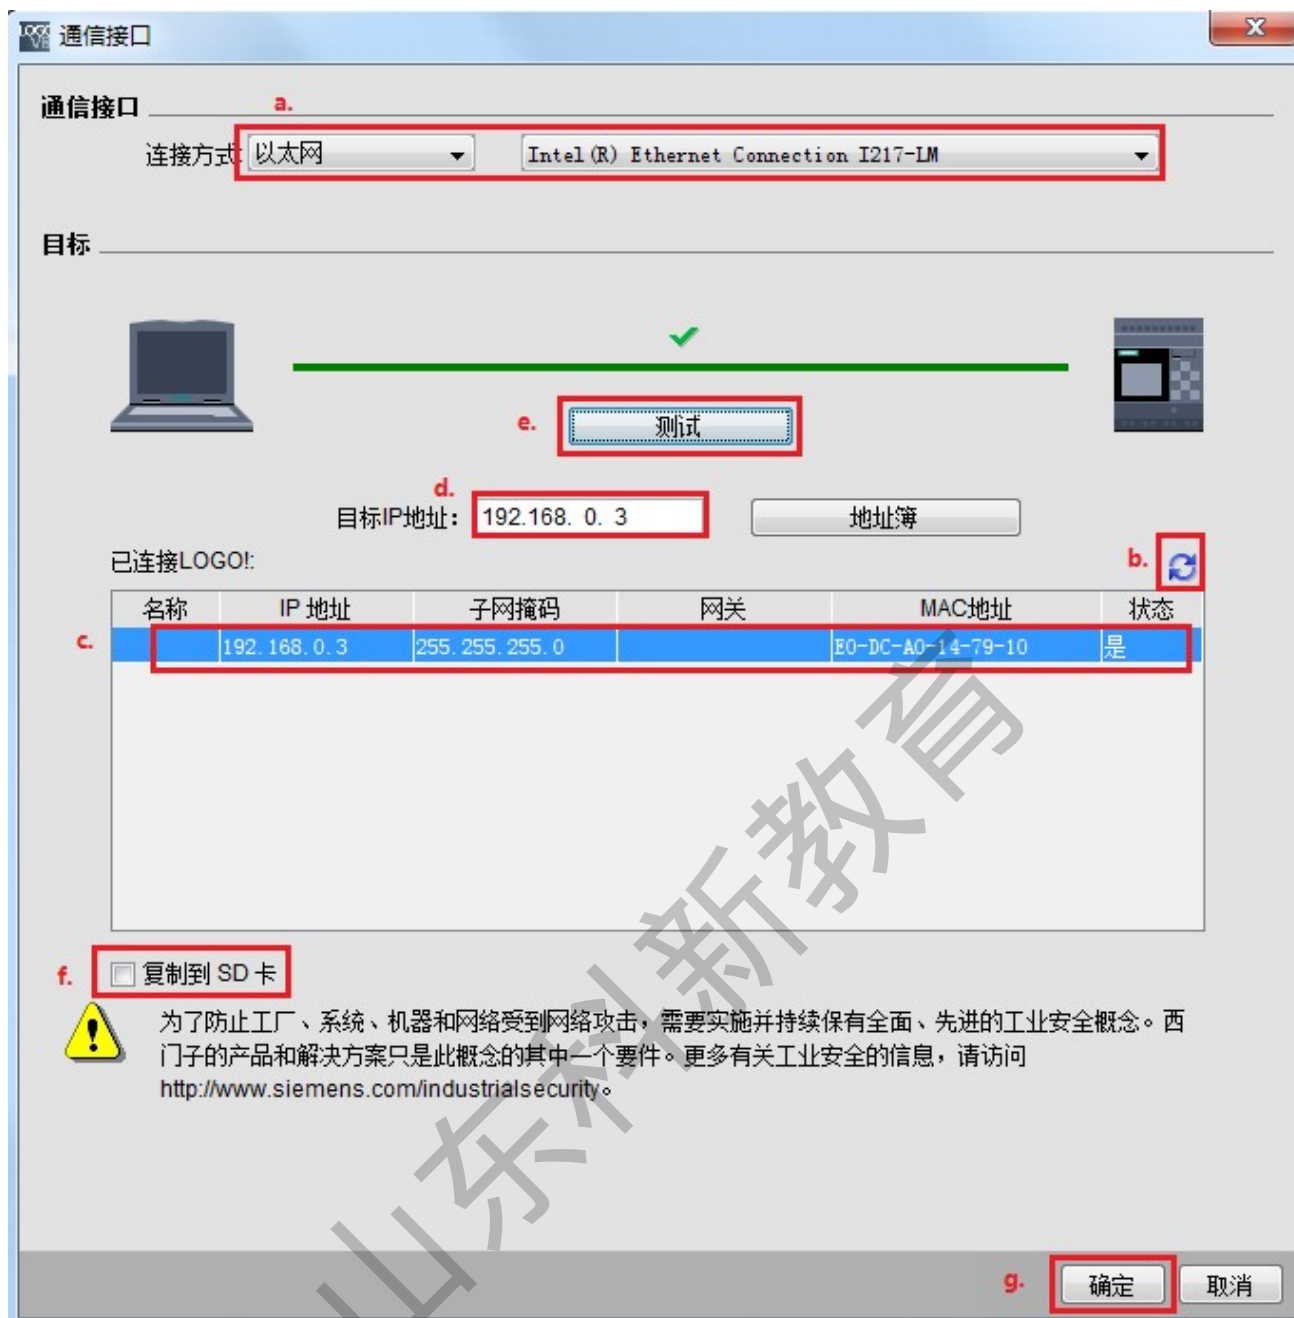 通信接口
通信接口
a.
连接方式: 以太网 Intel(R) Ethernet Connection I217-LM
目标
e. 测试
d.
目标IP地址: 192.168. 0. 3 地址簿
已连接LOGO!: b.
名称 IP 地址 子网掩码 网关 MAC地址 状态
c. 192.168.0.3 255.255.255.0 E0-DC-A0-14-79-10 是
f. 复制到 SD 卡
为了防止工厂、系统、机器和网络受到网络攻击，需要实施并持续保有全面、先进的工业安全概念。西
门子的产品和解决方案只是此概念的其中一个要件。更多有关工业安全的信息，请访问
http://www.siemens.com/industrialsecurity。
g. 确定 取消
山东科新教育